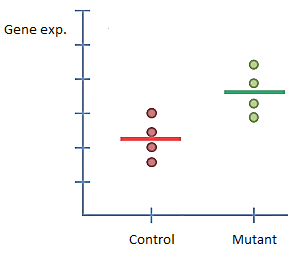 Gene exp.
Control
Mutant